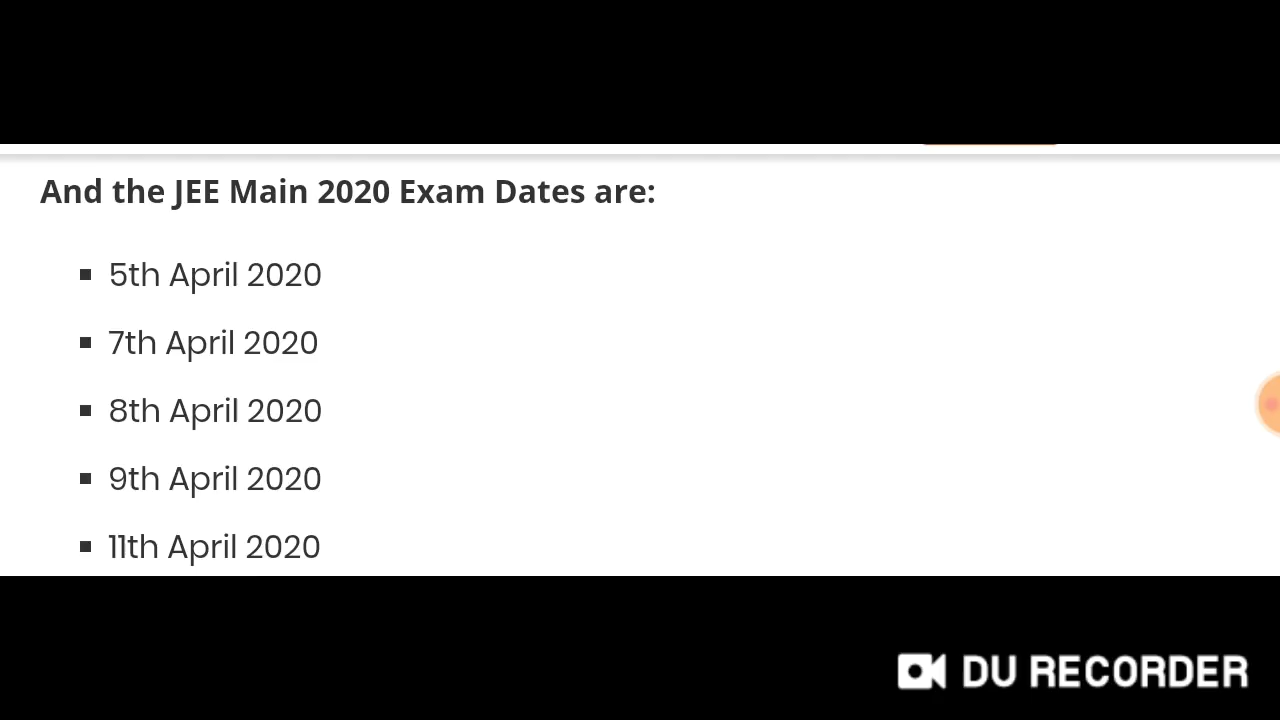 And the JEE Main 2020 Exam Dates are:
5th April 2020
7th April 2020
8th April 2020
9th April 2020
11th April 2020
DU RECORDER